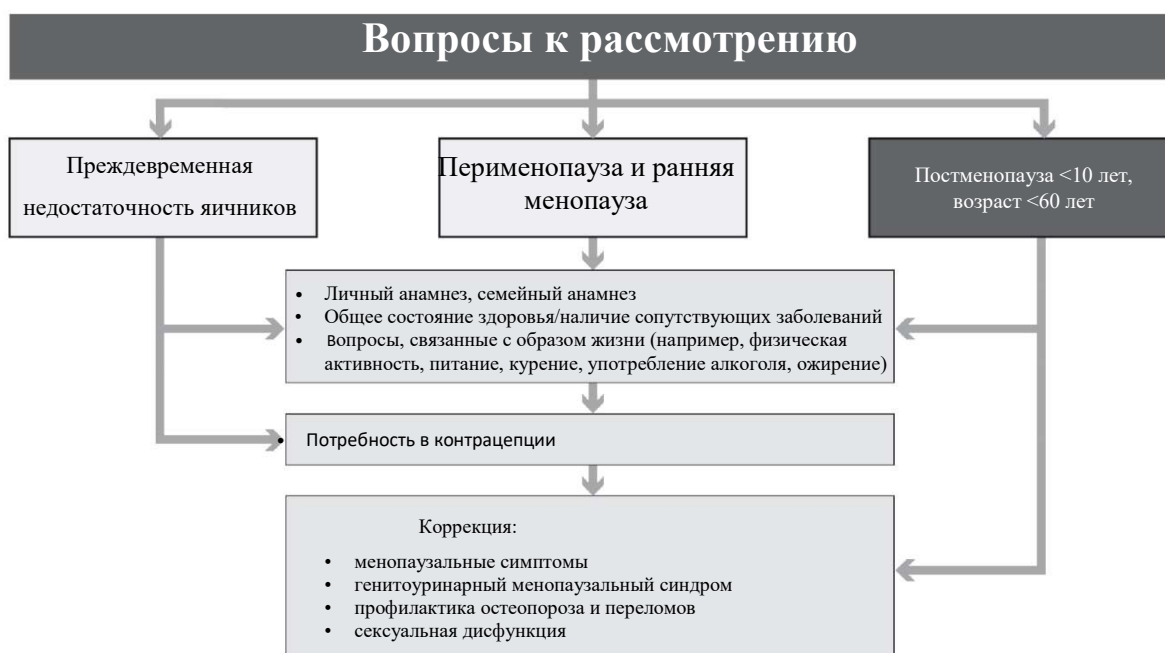 Вопросы к рассмотрению
Преждевременная
недостаточность яичников
Перименопауза и ранняя
менопауза
Постменопауза <10 лет,
возраст <60 лет
• Личный анамнез, семейный анамнез
• Общее состояние здоровья/наличие сопутствующих заболеваний
• Вопросы, связанные с образом жизни (например, физическая
активность, питание, курение, употребление алкоголя, ожирение)
• Потребность в контрацепции
Коррекция:
• менопаузальные симптомы
• генитоуринарный менопаузальный синдром
• профилактика остеопороза и переломов
• сексуальная дисфункция